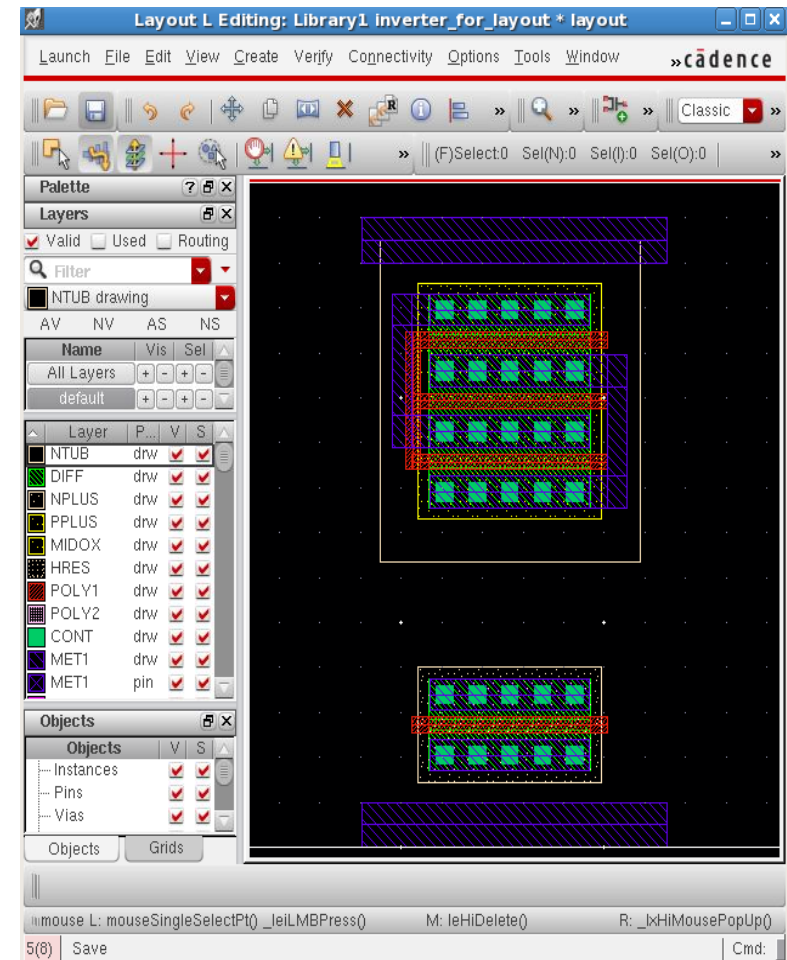 Layout L Editing: Library1 inverter_for_layout * layout
Launch File Edit View Create Verify Connectivity Options Tools Window »cādence
» » » Classic »
» (F)Select:0 Sel(N):0 Sel(I):0 Sel(O):0 »
Palette
Layers
Valid Used Routing
Filter
NTUB drawing
AV NV AS NS
Name Vis Sel
All Layers + - + -
default + - + -
Layer P... V S
NTUB drw
DIFF drw
NPLUS drw
PPLUS drw
MIDOX drw
HRES drw
POLY1 drw
POLY2 drw
CONT drw
MET1 drw
MET1 pin
Objects
Objects V S
Instances
Pins
Vias
Objects Grids
mouse L: mouseSingleSelectPt() _leiLMBPress() M: leHiDelete() R: _lxHiMousePopUp()
5(8) Save Cmd: